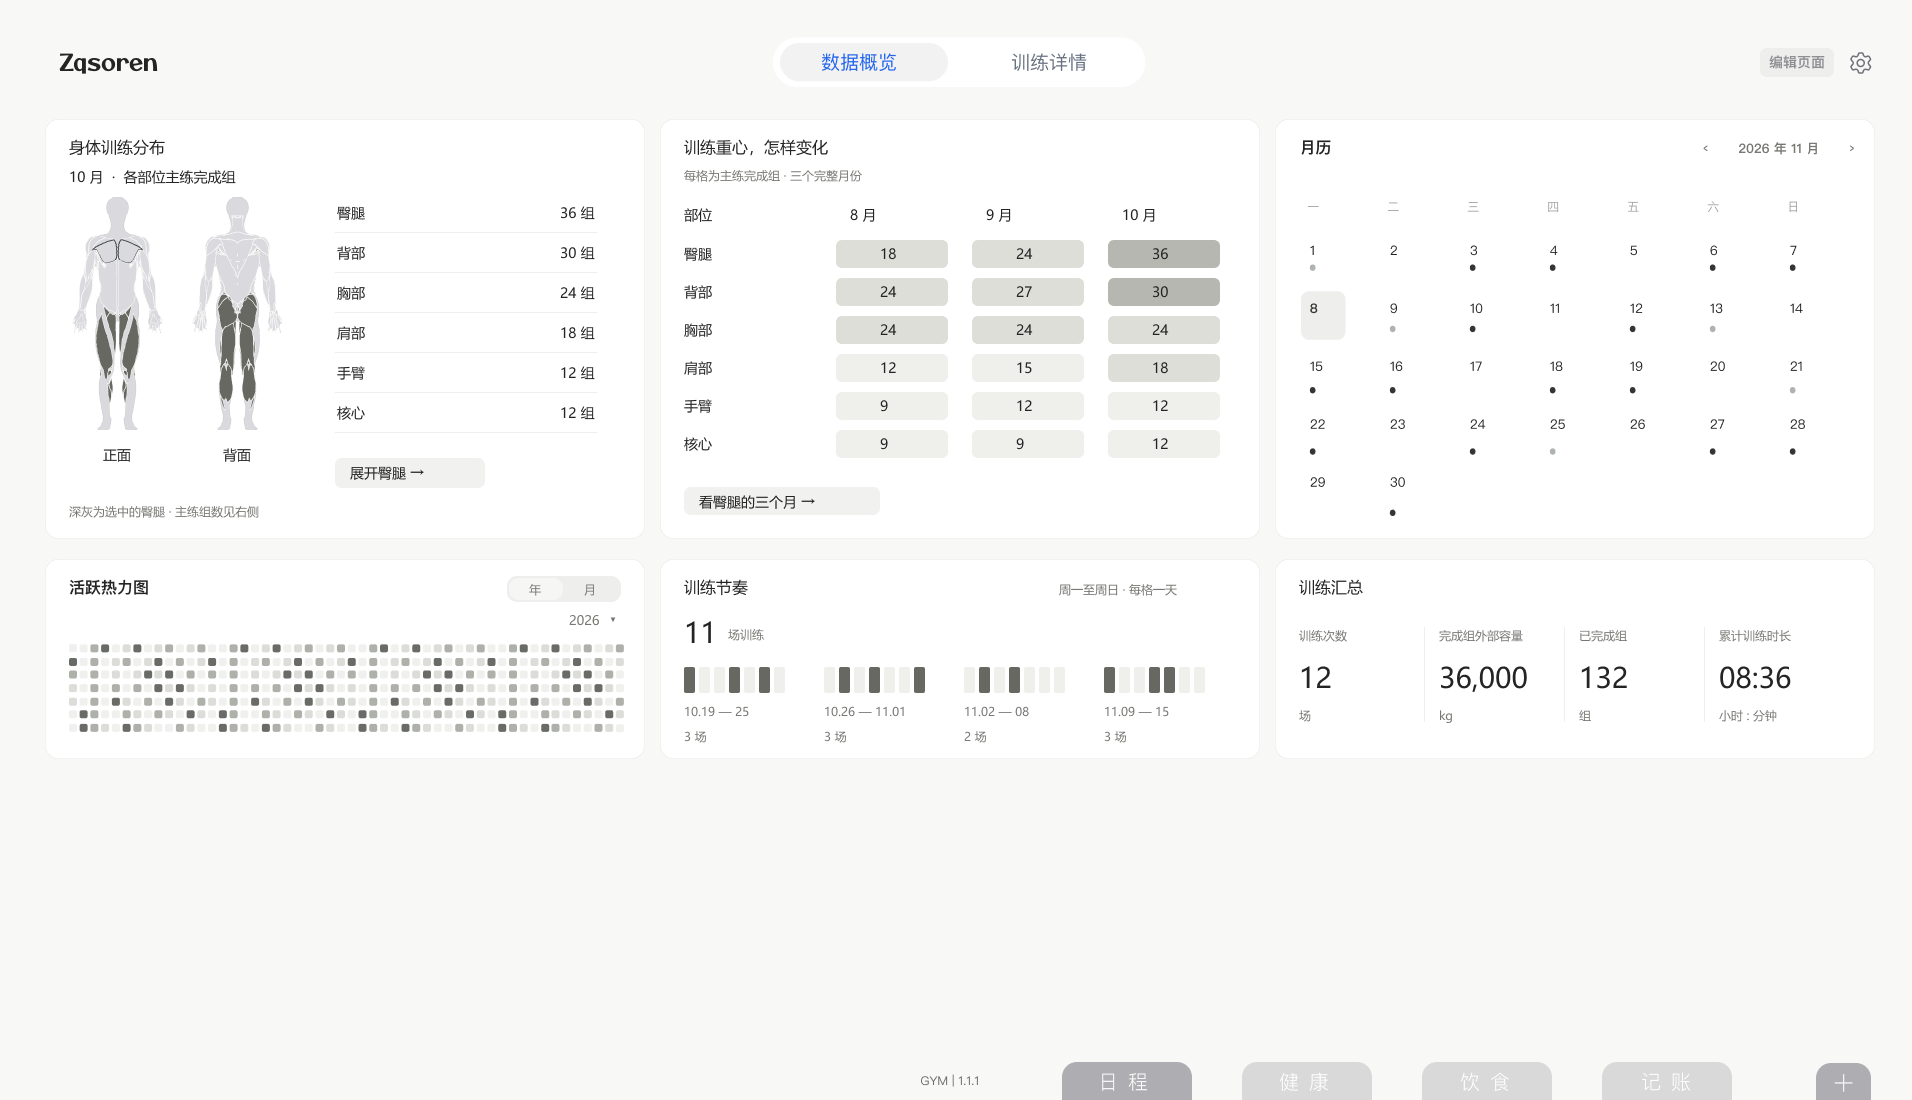 Zqsoren
数据概览
训练详情
编辑页面
身体训练分布
10 月 · 各部位主练完成组
臀腿 36 组
背部 30 组
胸部 24 组
肩部 18 组
手臂 12 组
核心 12 组
正面 背面
展开臀腿 →
深灰为选中的臀腿 · 主练组数见右侧
训练重心，怎样变化
每格为主练完成组 · 三个完整月份
部位 8 月 9 月 10 月
臀腿 18 24 36
背部 24 27 30
胸部 24 24 24
肩部 12 15 18
手臂 9 12 12
核心 9 9 12
看臀腿的三个月 →
月历
‹ 2026 年 11 月 ›
一 二 三 四 五 六 日
1 2 3 4 5 6 7
8 9 10 11 12 13 14
15 16 17 18 19 20 21
22 23 24 25 26 27 28
29 30
活跃热力图
年 月
2026 ▾
训练节奏
周一至周日 · 每格一天
11 场训练
10.19 — 25 10.26 — 11.01 11.02 — 08 11.09 — 15
3 场 3 场 2 场 3 场
训练汇总
训练次数 完成组外部容量 已完成组 累计训练时长
12 36,000 132 08:36
场 kg 组 小时 : 分钟
GYM | 1.1.1
日 程
健 康
饮 食
记 账
+